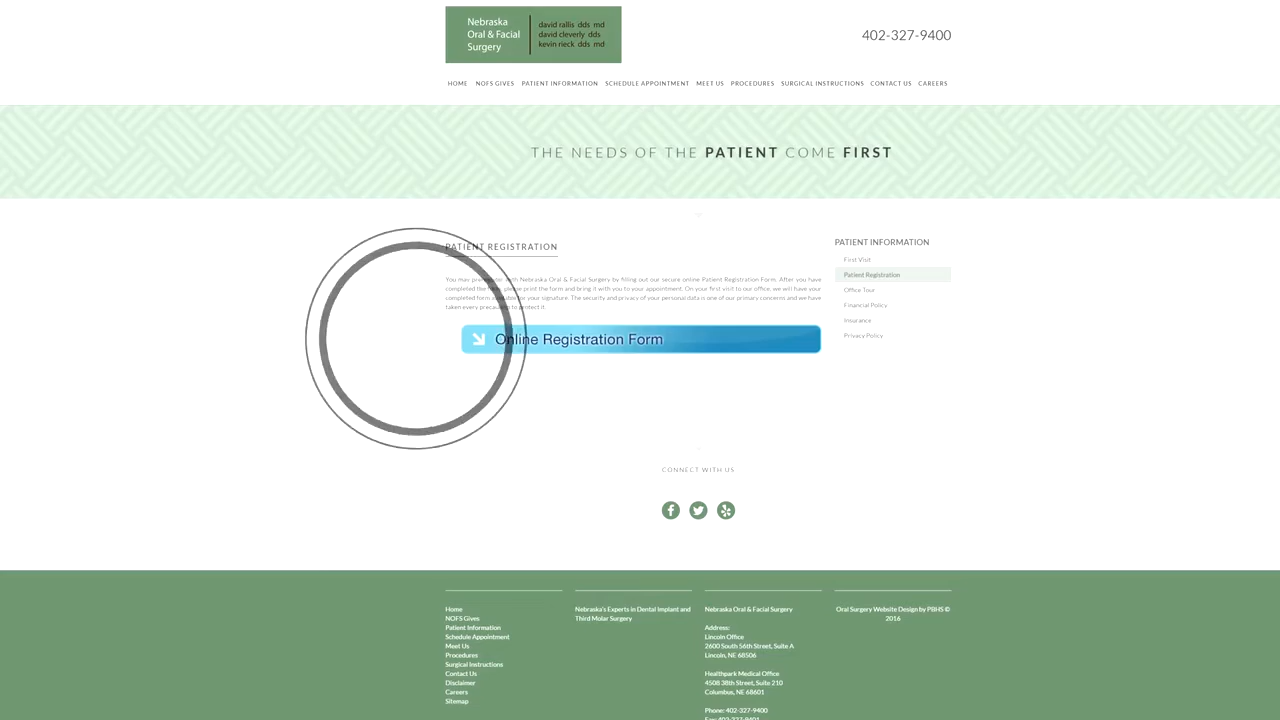 Nebraska
Oral & Facial
Surgery
david rallis dds md
david cleverly dds
kevin rieck dds md
402-327-9400
HOME NOFS GIVES PATIENT INFORMATION SCHEDULE APPOINTMENT MEET US PROCEDURES SURGICAL INSTRUCTIONS CONTACT US CAREERS
THE NEEDS OF THE PATIENT COME FIRST
PATIENT REGISTRATION
You may preregister with Nebraska Oral & Facial Surgery by filling out our secure online Patient Registration Form. After you have
completed the form, please print the form and bring it with you to your appointment. On your first visit to our office, we will have your
completed form available for your signature. The security and privacy of your personal data is one of our primary concerns and we have
taken every precaution to protect it.
Online Registration Form
PATIENT INFORMATION
First Visit
Patient Registration
Office Tour
Financial Policy
Insurance
Privacy Policy
CONNECT WITH US
Home
NOFS Gives
Patient Information
Schedule Appointment
Meet Us
Procedures
Surgical Instructions
Contact Us
Disclaimer
Careers
Sitemap
Nebraska's Experts in Dental Implant and
Third Molar Surgery
Nebraska Oral & Facial Surgery
Address:
Lincoln Office
2600 South 56th Street, Suite A
Lincoln, NE 68506
Healthpark Medical Office
4508 38th Street, Suite 210
Columbus, NE 68601
Phone: 402-327-9400
Fax: 402-327-9401
Oral Surgery Website Design by PBHS ©
2016